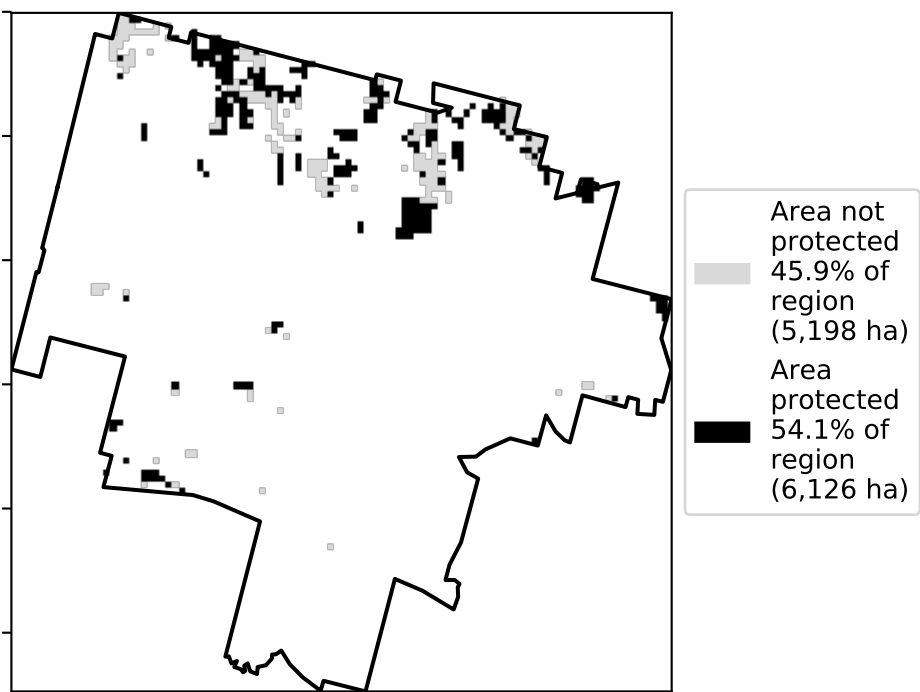 Area not
protected
45.9% of
region
(5,198 ha)
Area
protected
54.1% of
region
(6,126 ha)